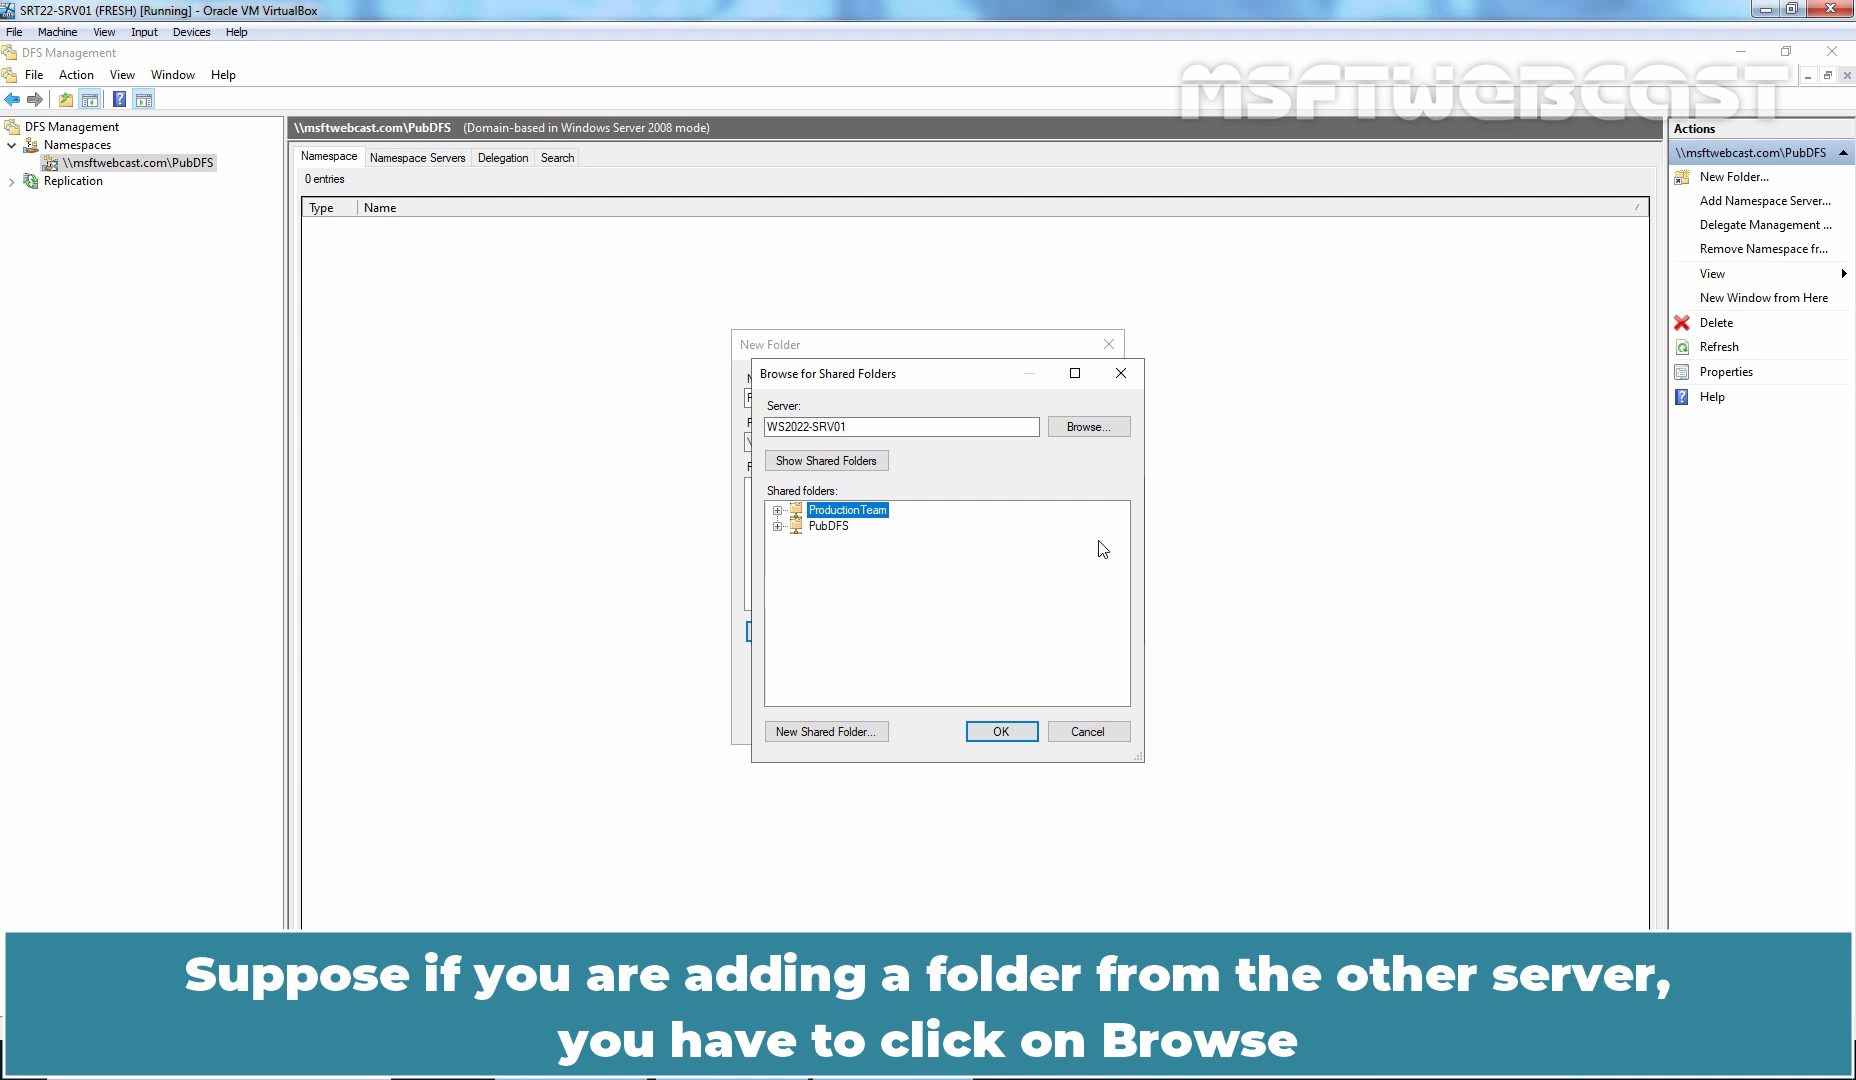 SRT22-SRV01 (FRESH) [Running] - Oracle VM VirtualBox
File Machine View Input Devices Help
DFS Management
File Action View Window Help
MSFTWEBCAST
DFS Management
Namespaces
\\msftwebcast.com\PubDFS
Replication
\\msftwebcast.com\PubDFS (Domain-based in Windows Server 2008 mode)
Namespace Namespace Servers Delegation Search
0 entries
Type Name
New Folder
Browse for Shared Folders
Server:
WS2022-SRV01 Browse...
Show Shared Folders
Shared folders:
ProductionTeam
PubDFS
New Shared Folder... OK Cancel
Actions
\\msftwebcast.com\PubDFS
New Folder...
Add Namespace Server...
Delegate Management ...
Remove Namespace fr...
View
New Window from Here
Delete
Refresh
Properties
Help
Suppose if you are adding a folder from the other server,
you have to click on Browse